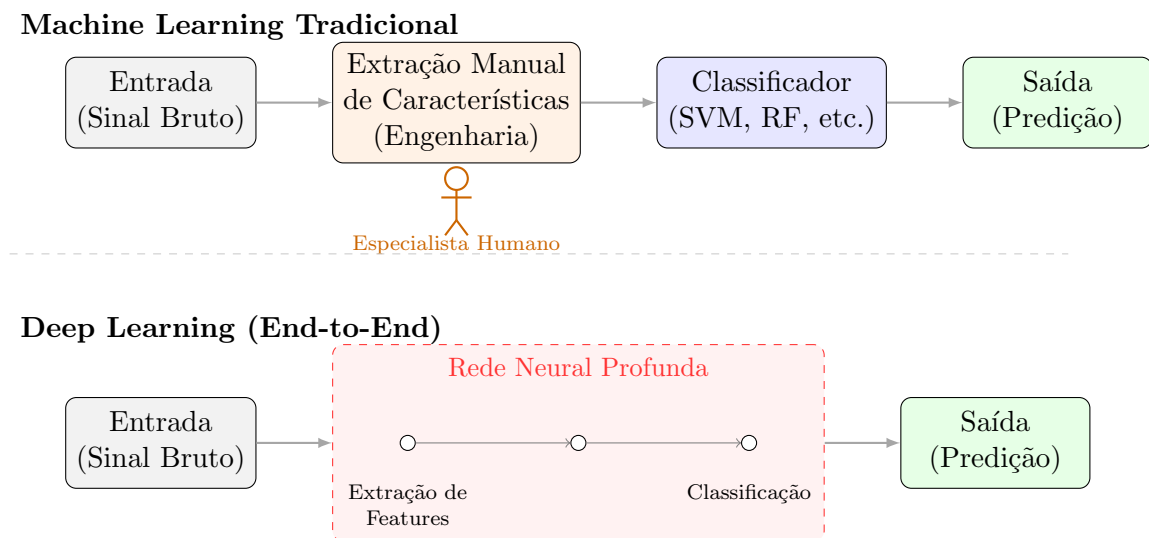 Machine Learning Tradicional
Entrada
(Sinal Bruto)
Extração Manual
de Características
(Engenharia)
Classificador
(SVM, RF, etc.)
Saída
(Predição)
Especialista Humano
Deep Learning (End-to-End)
Rede Neural Profunda
Entrada
(Sinal Bruto)
Extração de
Features
Classificação
Saída
(Predição)